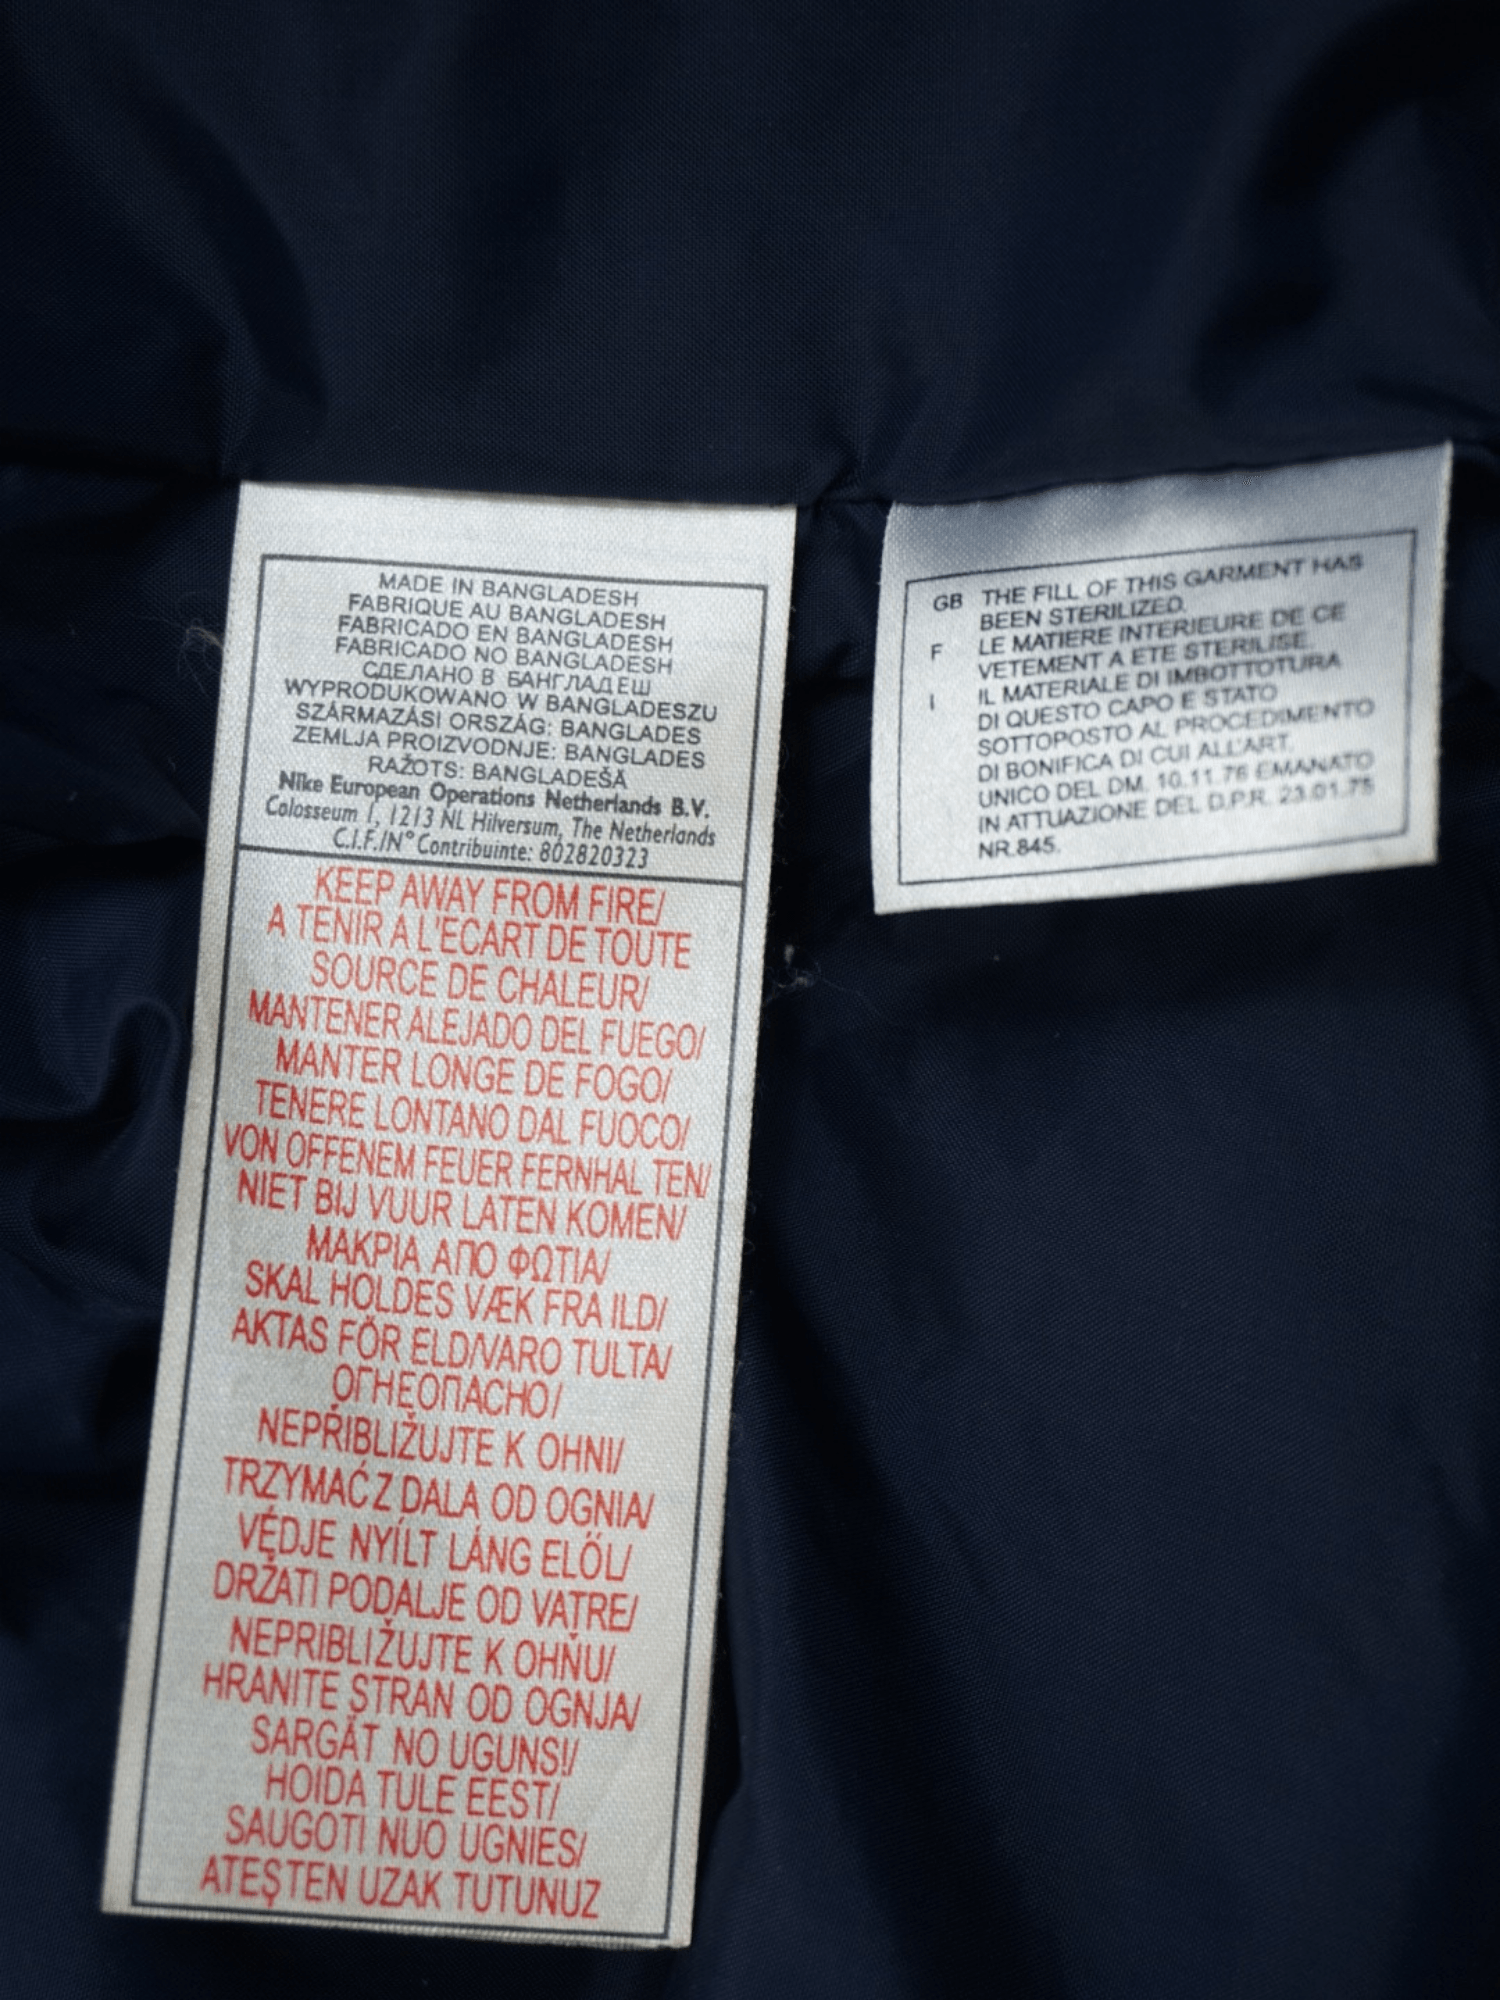 MADE IN BANGLADESH
FABRIQUE AU BANGLADESH
FABRICADO EN BANGLADESH
FABRICADO NO BANGLADESH
СДЕЛАНО В БАНГЛАДЕШ
WYPRODUKOWANO W BANGLADESZU
SZÁRMAZÁSI ORSZÁG: BANGLADES
ZEMLJA PROIZVODNJE: BANGLADES
RAŽOTS: BANGLADEŠĀ
Nike European Operations Netherlands B.V.
Colosseum 1, 1213 NL Hilversum, The Netherlands
C.I.F./N° Contribuinte: 802820323
KEEP AWAY FROM FIRE/
A TENIR A L'ECART DE TOUTE
SOURCE DE CHALEUR/
MANTENER ALEJADO DEL FUEGO/
MANTER LONGE DE FOGO/
TENERE LONTANO DAL FUOCO/
VON OFFENEM FEUER FERNHAL TEN/
NIET BIJ VUUR LATEN KOMEN/
ΜΑΚΡΙΑ ΑΠΟ ΦΩΤΙΑ/
SKAL HOLDES VÆK FRA ILD/
AKTAS FÖR ELD/VARO TULTA/
ОГНЕОПАСНО/
NEPŘIBLIŽUJTE K OHNI/
TRZYMAĆ Z DALA OD OGNIA/
VÉDJE NYÍLT LÁNG ELŐL/
DRŽATI PODALJE OD VATRE/
NEPRIBLIŽUJTE K OHŇU/
HRANITE STRAN OD OGNJA/
SARGĀT NO UGUNS!/
HOIDA TULE EEST/
SAUGOTI NUO UGNIES/
ATEŞTEN UZAK TUTUNUZ
GB THE FILL OF THIS GARMENT HAS
BEEN STERILIZED.
F LE MATIERE INTERIEURE DE CE
VETEMENT A ETE STERILISE.
I IL MATERIALE DI IMBOTTOTURA
DI QUESTO CAPO E STATO
SOTTOPOSTO AL PROCEDIMENTO
DI BONIFICA DI CUI ALL'ART.
UNICO DEL DM. 10.11.76 EMANATO
IN ATTUAZIONE DEL D.P.R. 23.01.75
NR.845.